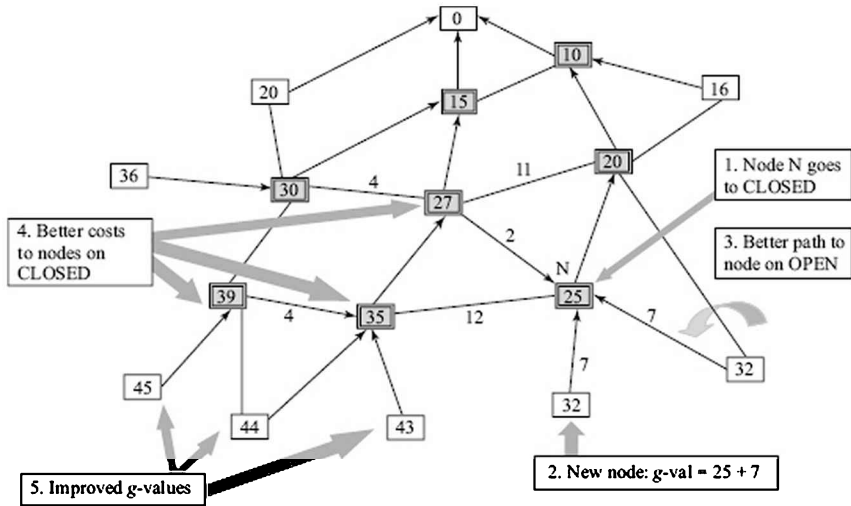 0
10
20
15
16
36
30
4
11
20
1. Node N goes
to CLOSED
27
4. Better costs
to nodes on
CLOSED
2
3. Better path to
node on OPEN
N
39
4
35
12
25
7
7
32
45
44
43
32
5. Improved g-values
2. New node: g-val = 25 + 7